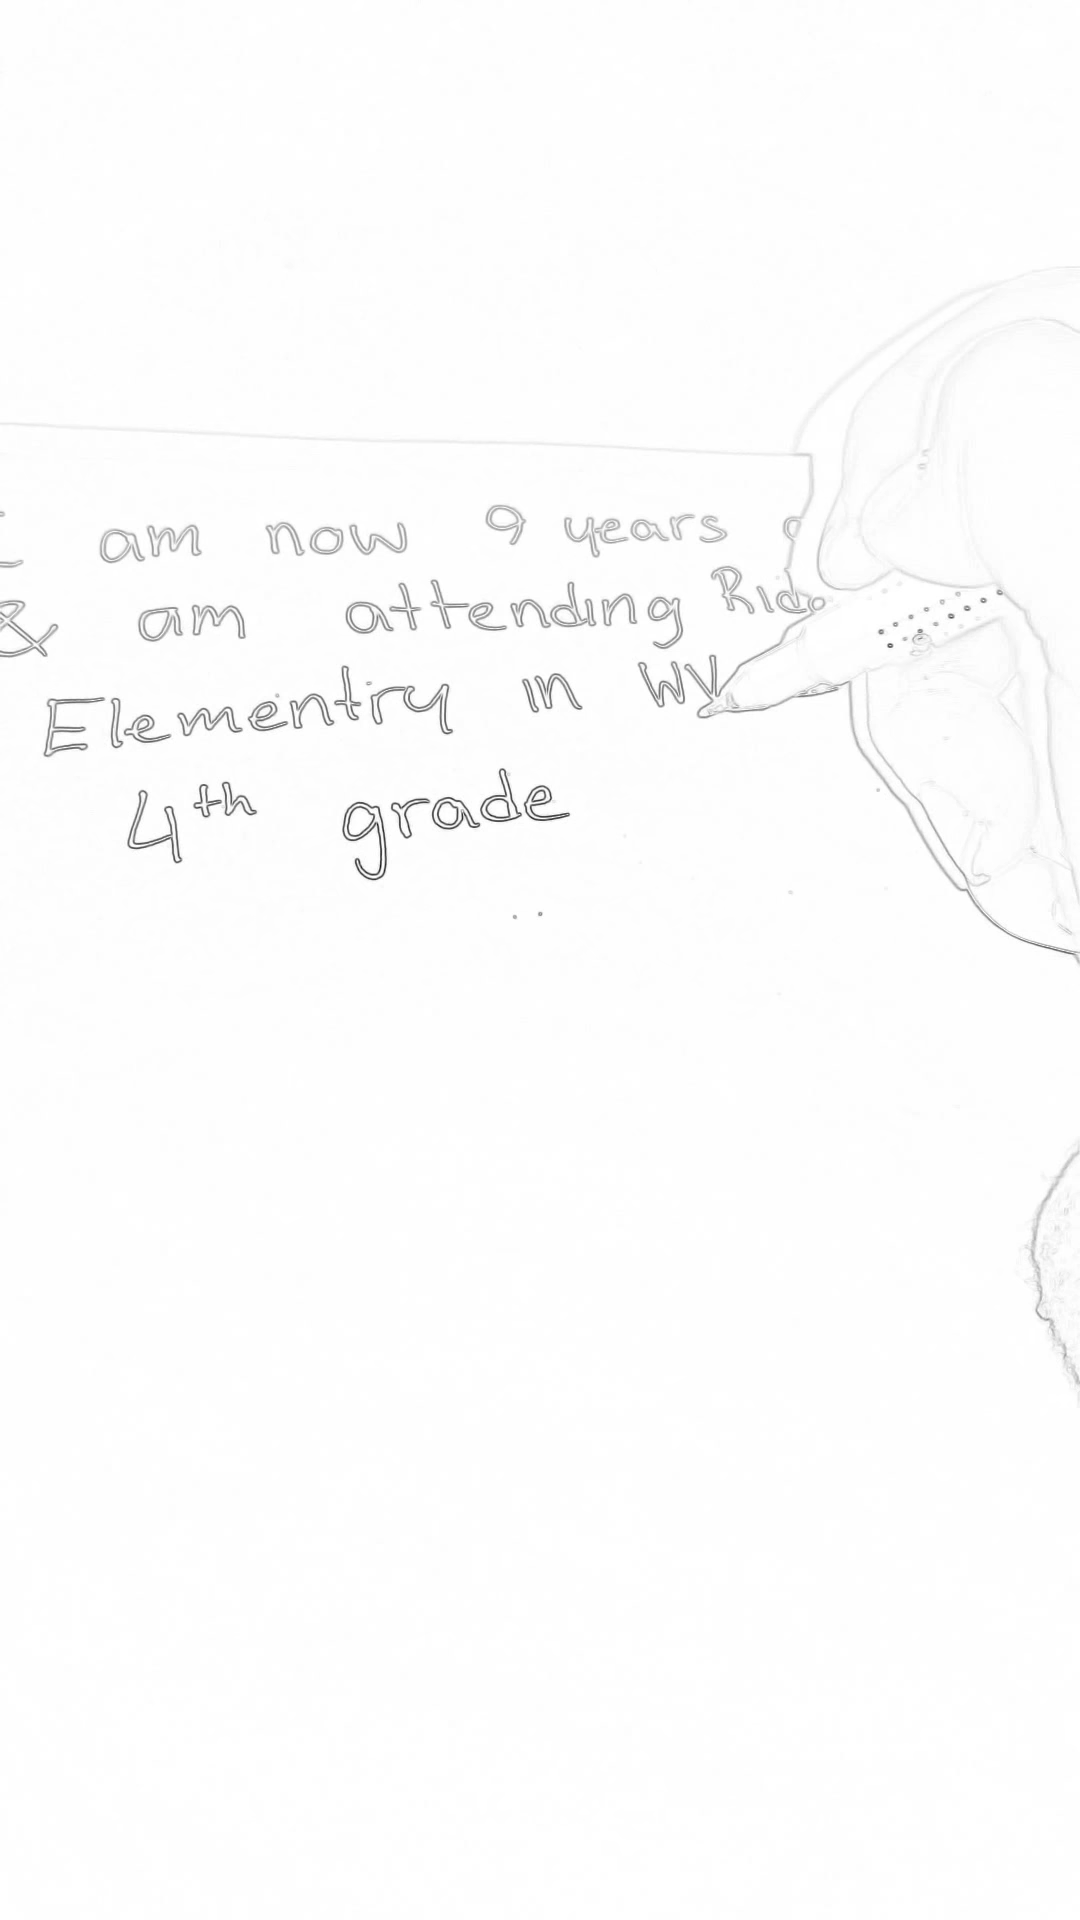 I am now 9 years
& am attending
Elementry in WV
4th grade